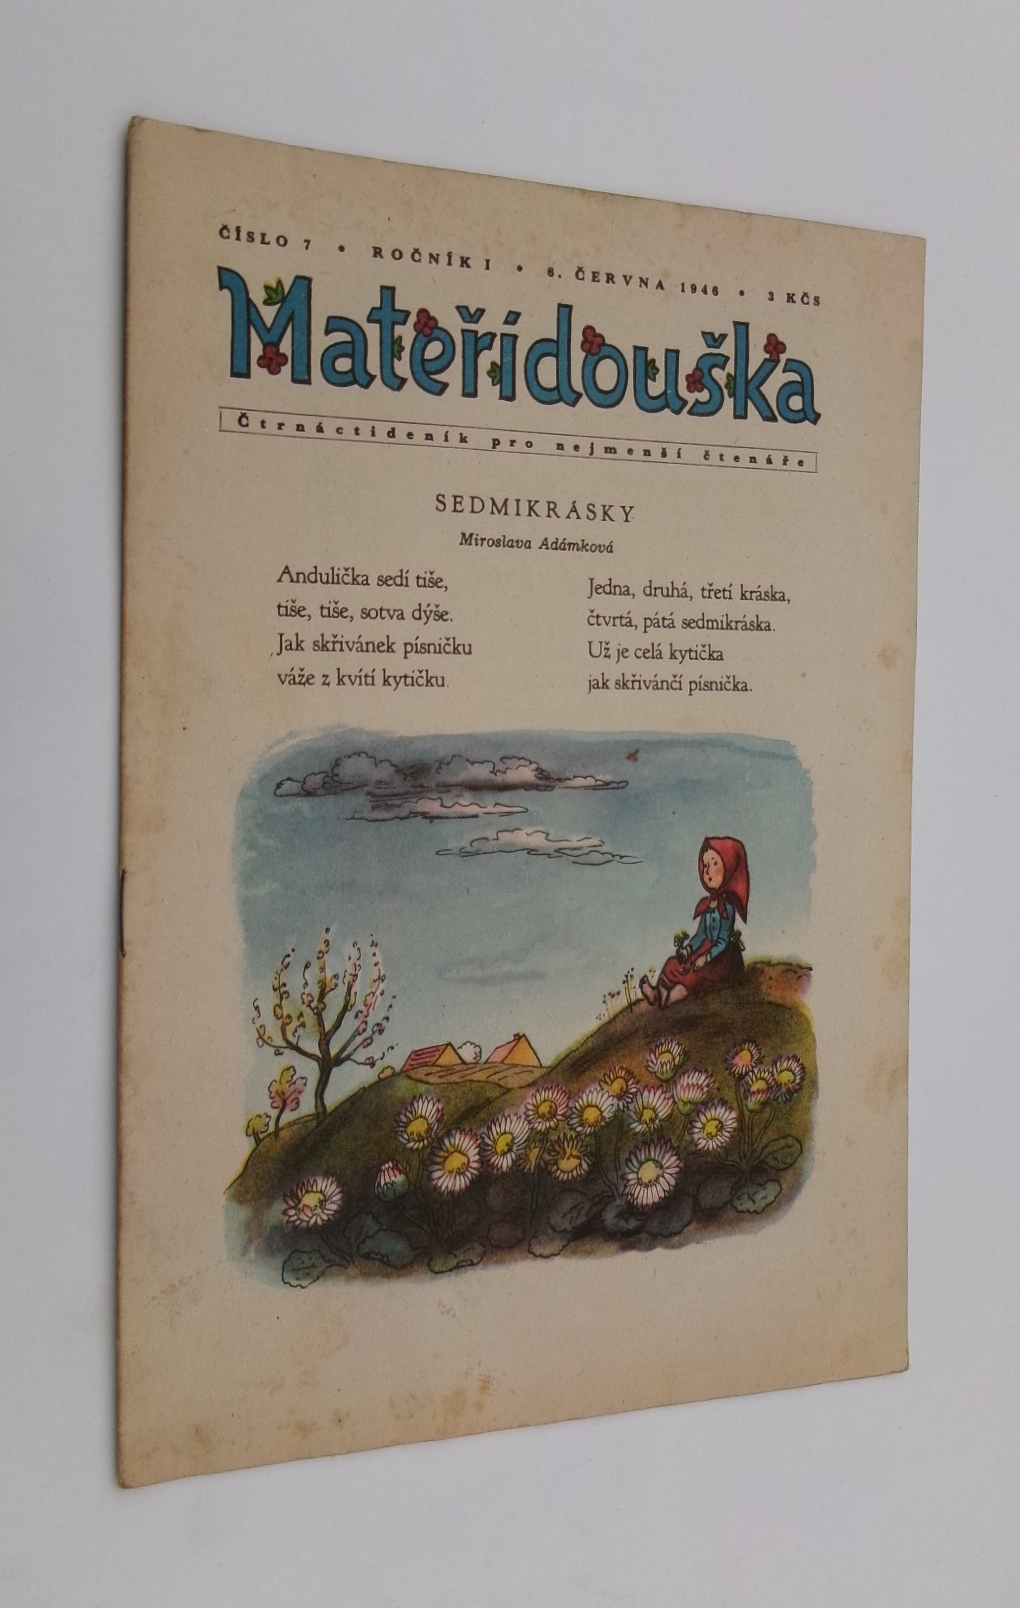 ČÍSLO 7 • ROČNÍK I • 6. ČERVNA 1946 • 3 KČS
Mateřídouška
Čtrnáctideník pro nejmenší čtenáře
SEDMIKRÁSKY
Miroslava Adámková
Andulička sedí tiše,
tiše, tiše, sotva dýše.
Jak skřivánek písničku
váže z kvítí kytičku.
Jedna, druhá, třetí kráska,
čtvrtá, pátá sedmikráska.
Už je celá kytička
jak skřivánčí písnička.